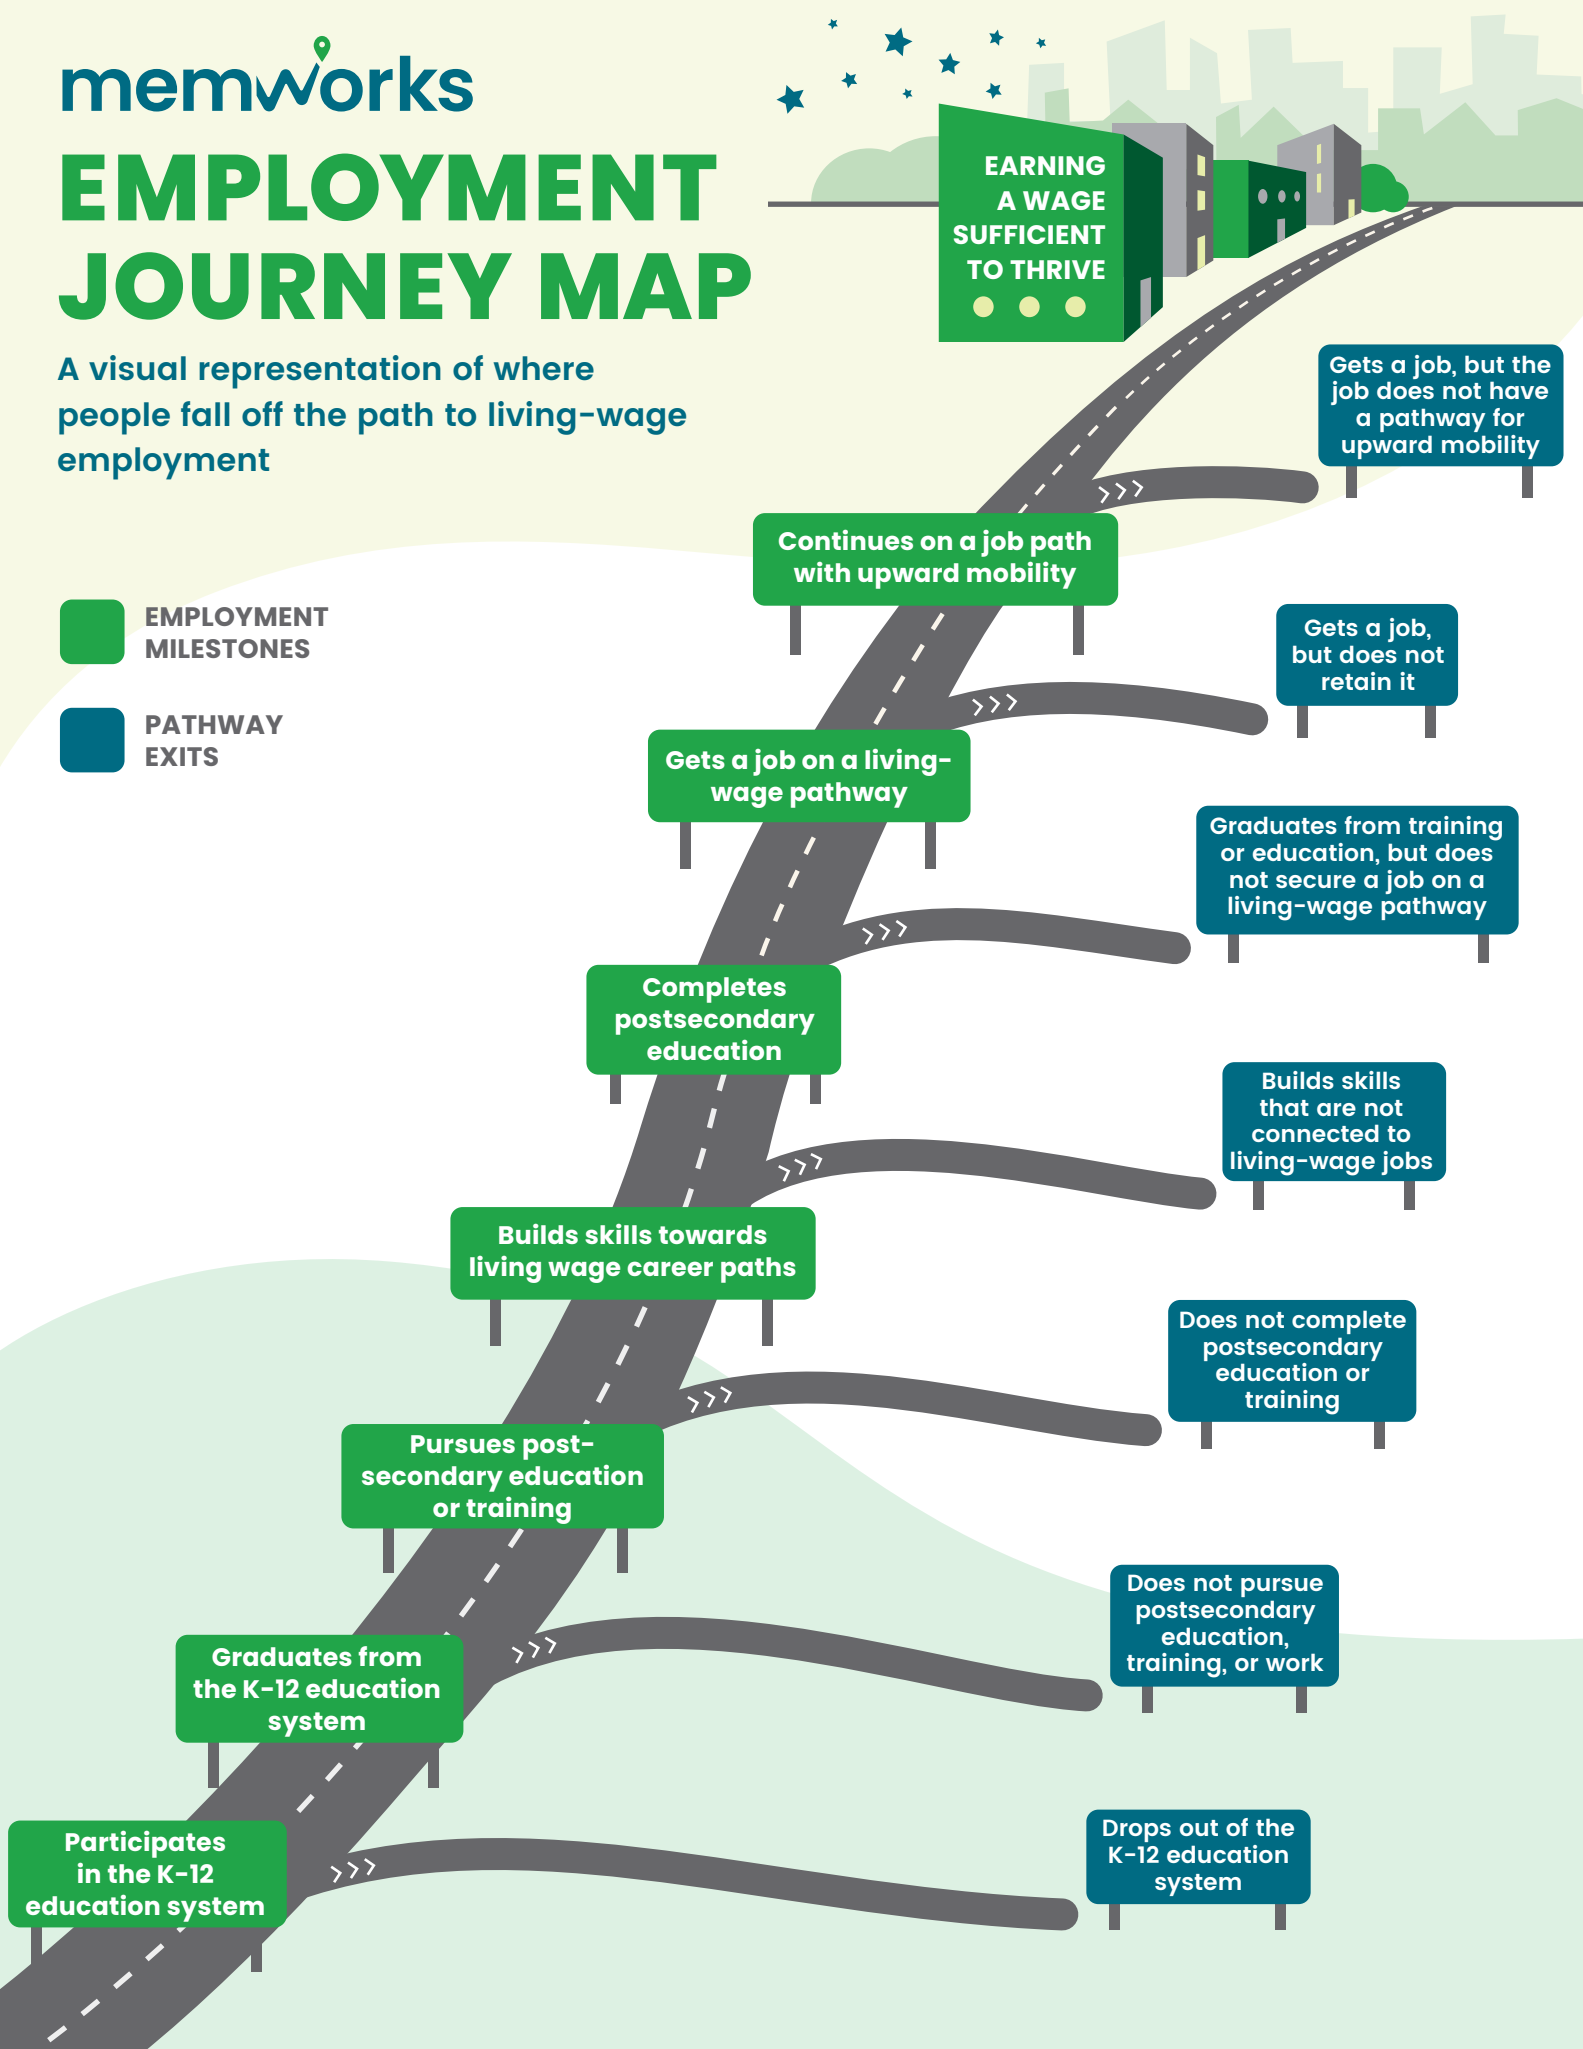 memworks
EMPLOYMENT
JOURNEY MAP
A visual representation of where
people fall off the path to living-wage
employment
EARNING
A WAGE
SUFFICIENT
TO THRIVE
Gets a job, but the
job does not have
a pathway for
upward mobility
Continues on a job path
with upward mobility
EMPLOYMENT
MILESTONES
PATHWAY
EXITS
Gets a job,
but does not
retain it
Gets a job on a living-
wage pathway
Graduates from training
or education, but does
not secure a job on a
living-wage pathway
Completes
postsecondary
education
Builds skills
that are not
connected to
living-wage jobs
Builds skills towards
living wage career paths
Does not complete
postsecondary
education or
training
Pursues post-
secondary education
or training
Does not pursue
postsecondary
education,
training, or work
Graduates from
the K-12 education
system
Drops out of the
K-12 education
system
Participates
in the K-12
education system